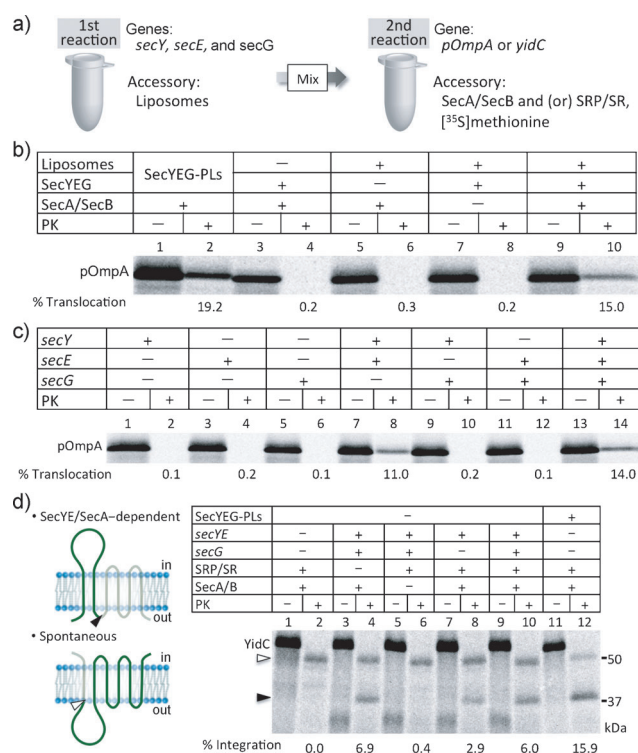 a)
1st reaction
Genes:
secY, secE, and secG
Accessory:
Liposomes
Mix
2nd reaction
Gene:
pOmpA or yidC
Accessory:
SecA/SecB and (or) SRP/SR,
[³⁵S]methionine
b)
Liposomes SecYEG-PLs — + + +
SecYEG + — + +
SecA/SecB + + + — +
PK — + — + — + — + — +
1 2 3 4 5 6 7 8 9 10
pOmpA
% Translocation 19.2 0.2 0.3 0.2 15.0
c)
secY + — — + + — +
secE — + — + — + +
secG — — + — + + +
PK — + — + — + — + — + — + — +
1 2 3 4 5 6 7 8 9 10 11 12 13 14
pOmpA
% Translocation 0.1 0.2 0.1 11.0 0.2 0.1 14.0
d)
• SecYE/SecA–dependent
in
out
• Spontaneous
in
out
SecYEG-PLs – +
secYE – + + + + –
secG – + + – + –
SRP/SR + – + + + +
SecA/B + + – + + +
PK – + – + – + – + – + – +
1 2 3 4 5 6 7 8 9 10 11 12
YidC
50
37
kDa
% Integration 0.0 6.9 0.4 2.9 6.0 15.9